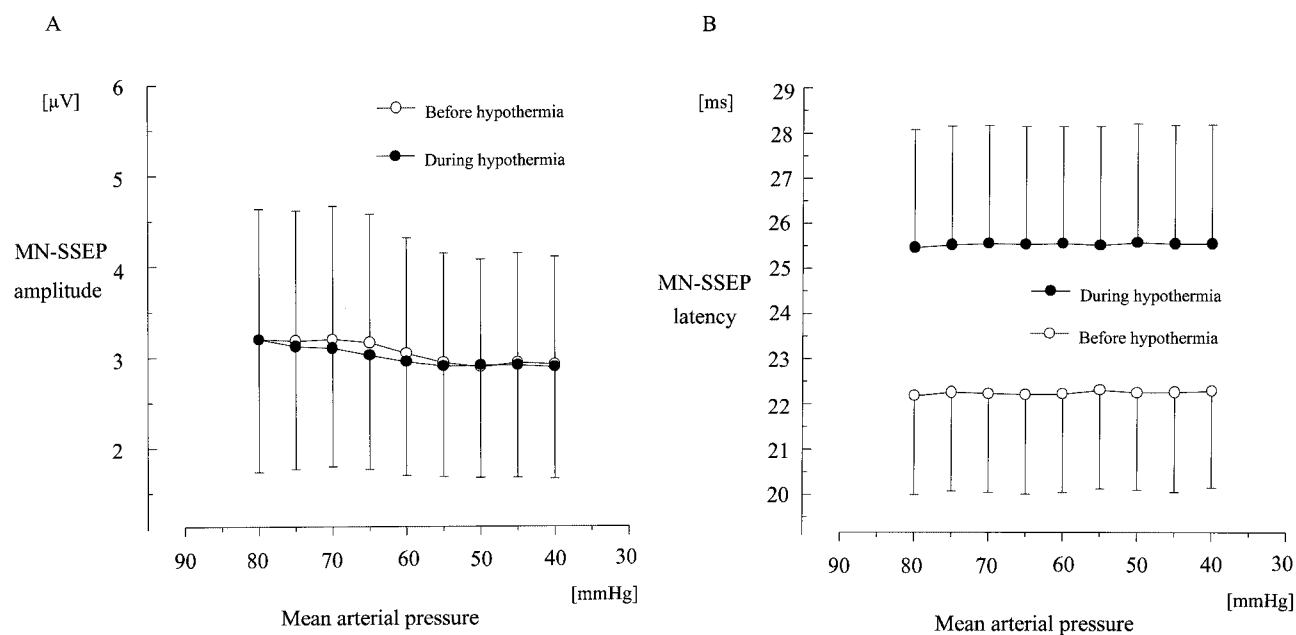 A
[µV]
6
5
4
3
2
MN-SSEP
amplitude
Before hypothermia
During hypothermia
90 80 70 60 50 40 30
[mmHg]
Mean arterial pressure
B
[ms]
29
28
27
26
25
24
23
22
21
20
MN-SSEP
latency
During hypothermia
Before hypothermia
90 80 70 60 50 40 30
[mmHg]
Mean arterial pressure